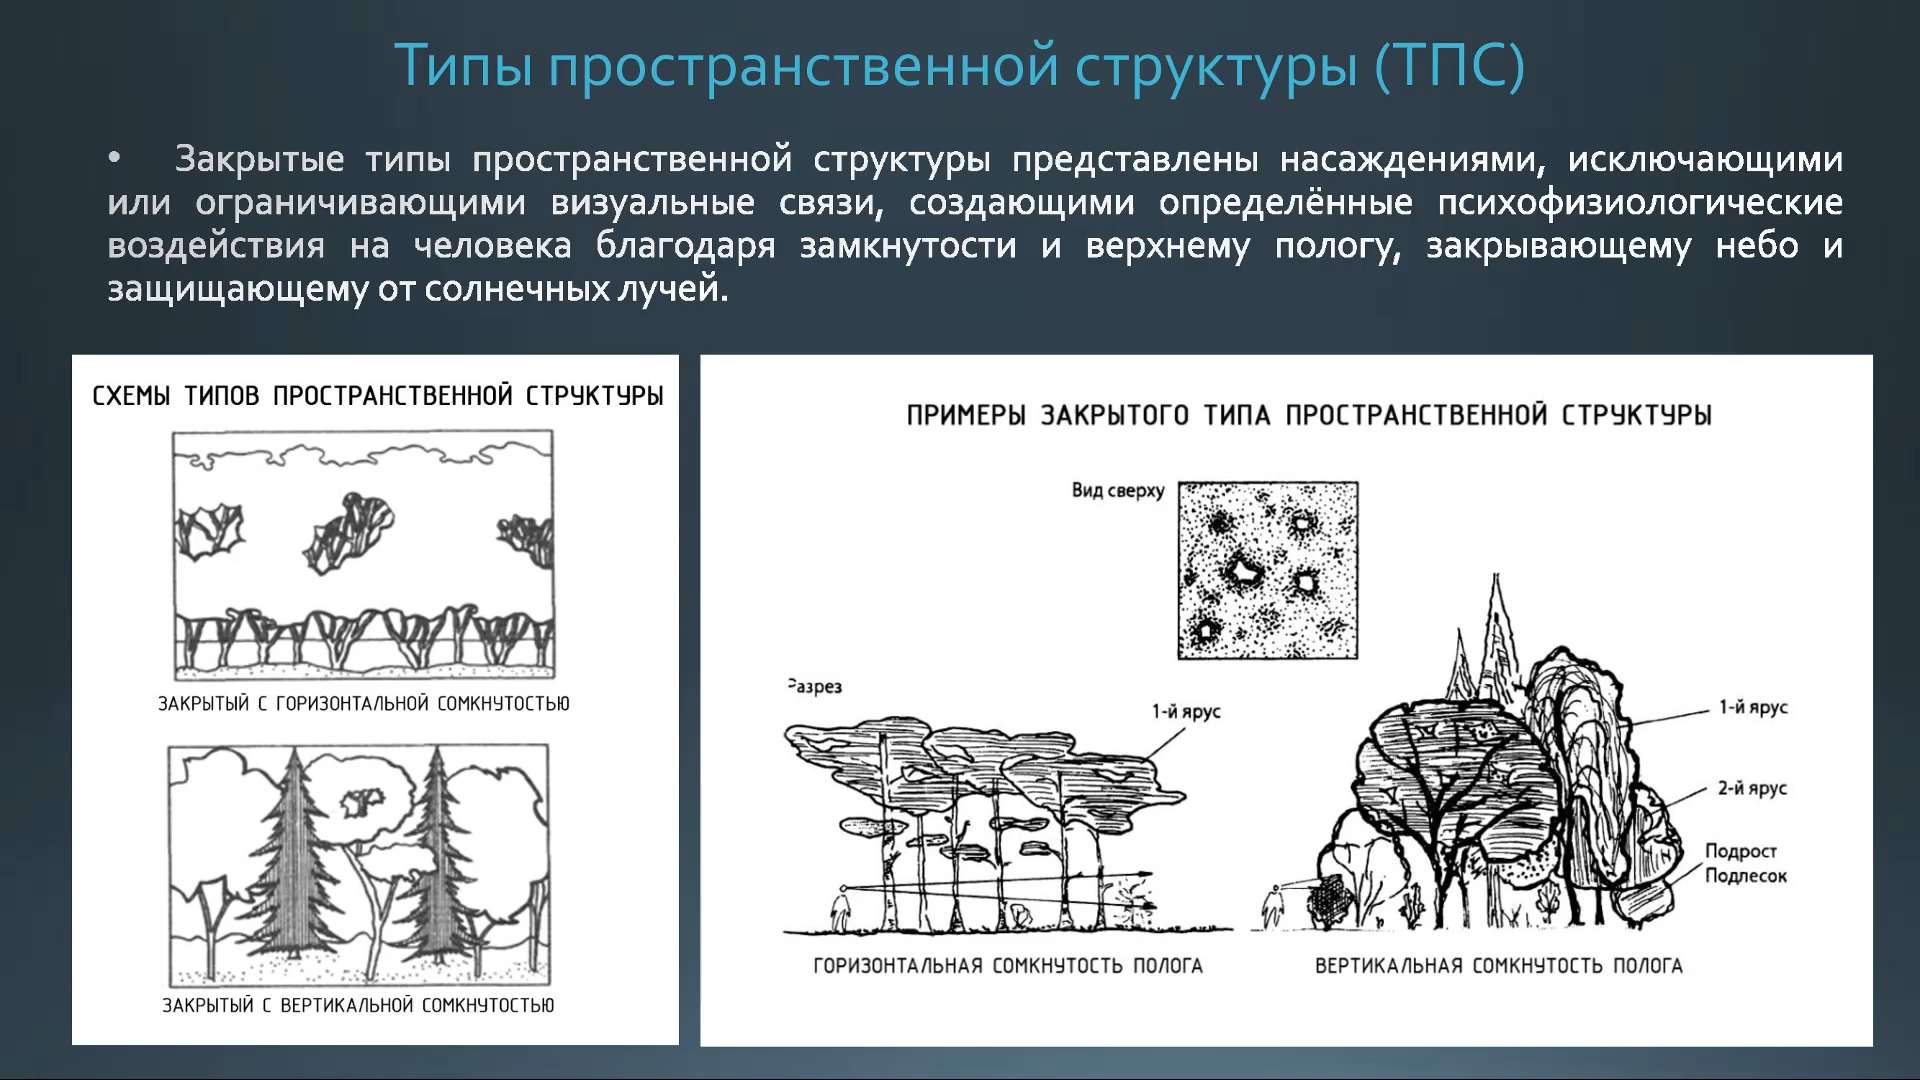 Типы пространственной структуры (ТПС)
• Закрытые типы пространственной структуры представлены насаждениями, исключающими
или ограничивающими визуальные связи, создающими определённые психофизиологические
воздействия на человека благодаря замкнутости и верхнему пологу, закрывающему небо и
защищающему от солнечных лучей.
СХЕМЫ ТИПОВ ПРОСТРАНСТВЕННОЙ СТРУКТУРЫ
ЗАКРЫТЫЙ С ГОРИЗОНТАЛЬНОЙ СОМКНУТОСТЬЮ
ЗАКРЫТЫЙ С ВЕРТИКАЛЬНОЙ СОМКНУТОСТЬЮ
ПРИМЕРЫ ЗАКРЫТОГО ТИПА ПРОСТРАНСТВЕННОЙ СТРУКТУРЫ
Вид сверху
Разрез
1-й ярус
1-й ярус
2-й ярус
Подрост
Подлесок
ГОРИЗОНТАЛЬНАЯ СОМКНУТОСТЬ ПОЛОГА
ВЕРТИКАЛЬНАЯ СОМКНУТОСТЬ ПОЛОГА